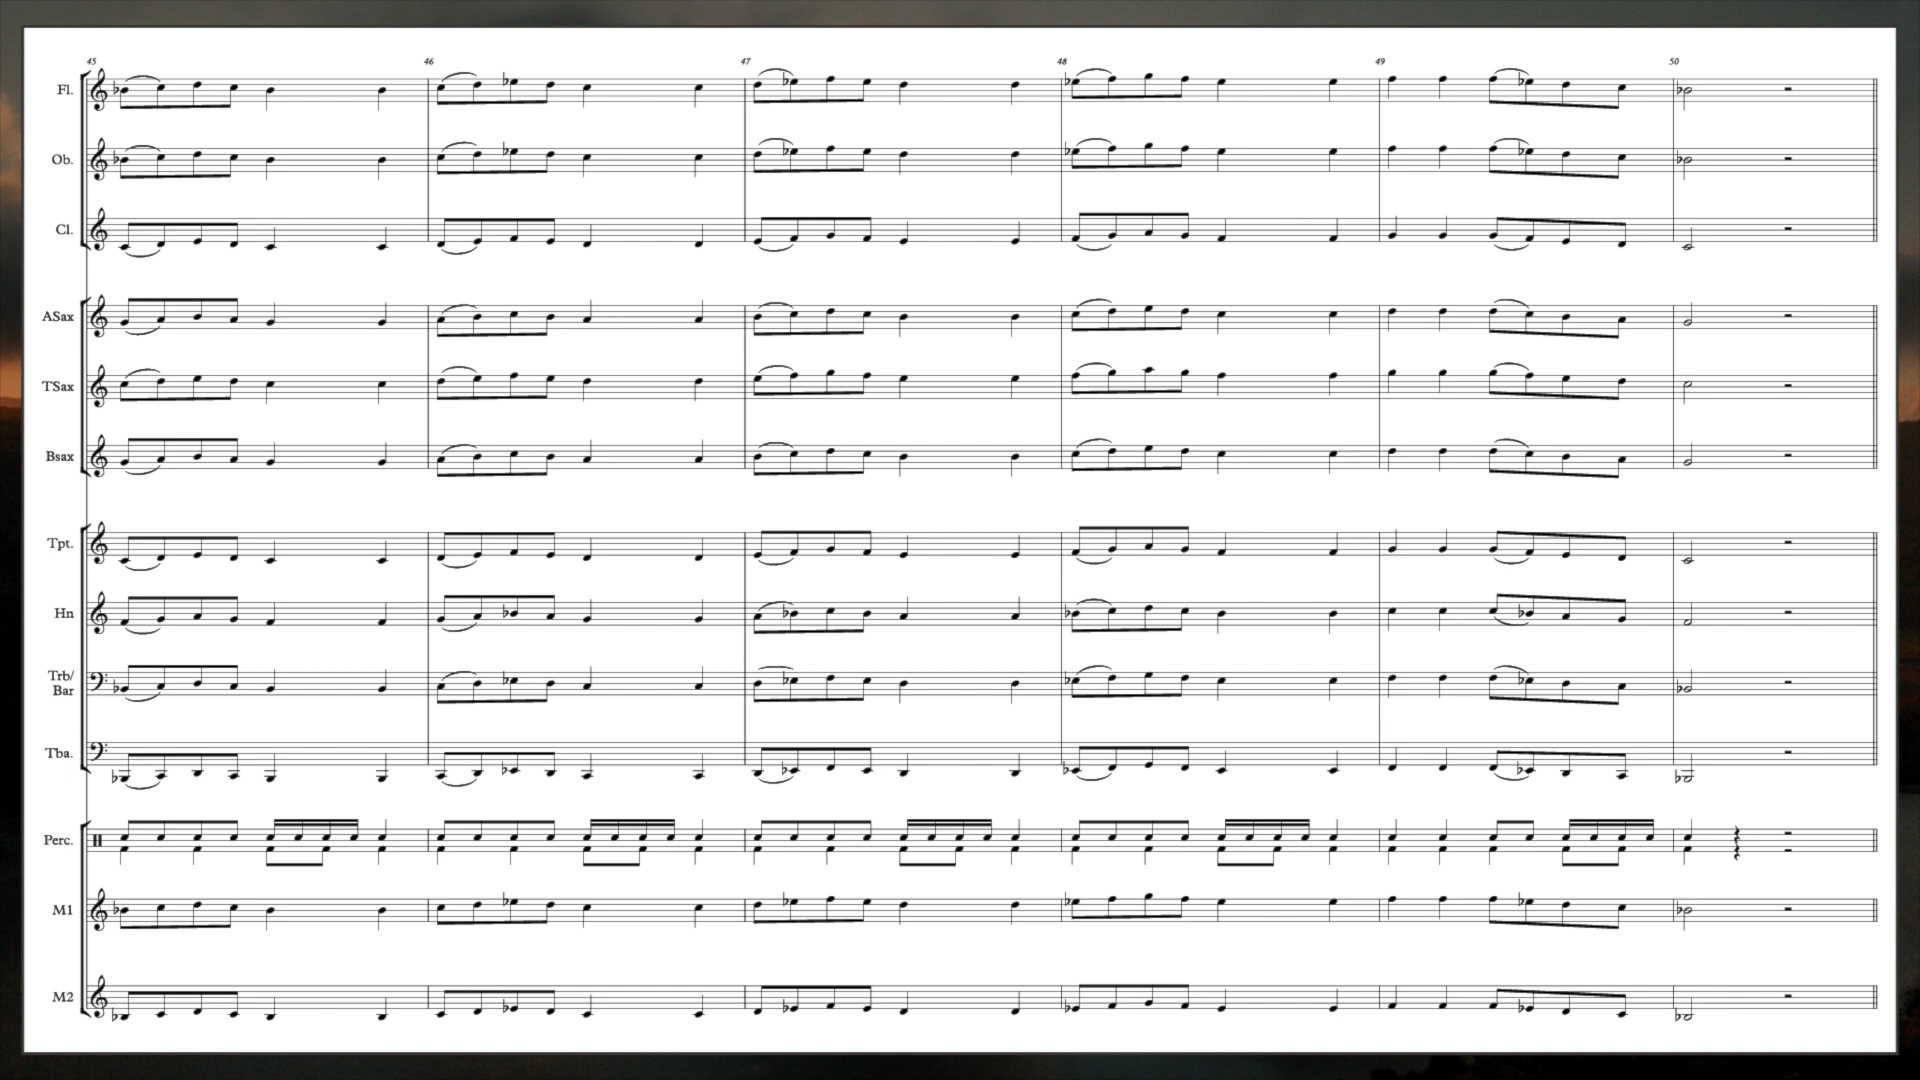 45 46 47 48 49 50
Fl.
Ob.
Cl.
ASax
TSax
Bsax
Tpt.
Hn
Trb/
Bar
Tba.
Perc.
M1
M2